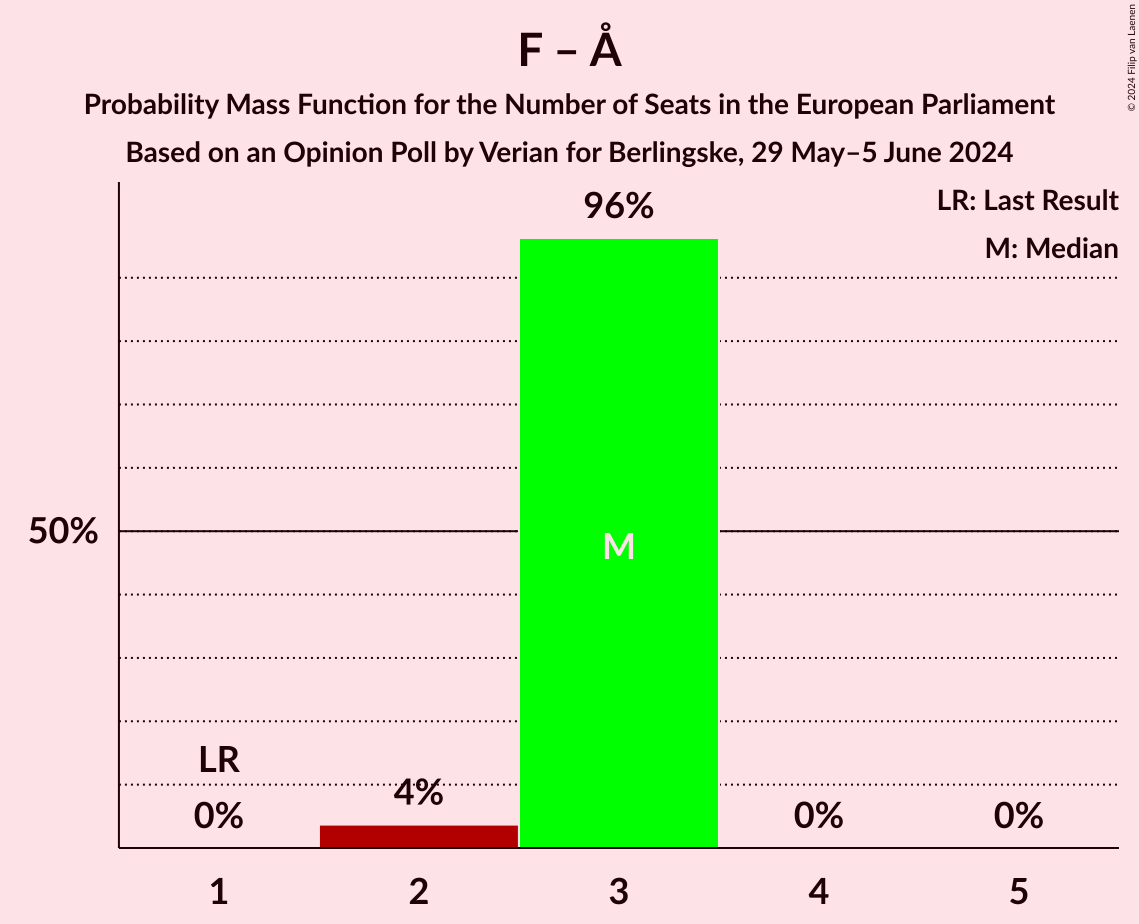 F – Å
Probability Mass Function for the Number of Seats in the European Parliament
Based on an Opinion Poll by Verian for Berlingske, 29 May–5 June 2024
© 2024 Filip van Laenen
LR: Last Result
M: Median
96%
50%
M
LR
0%
4%
0%
0%
1 2 3 4 5